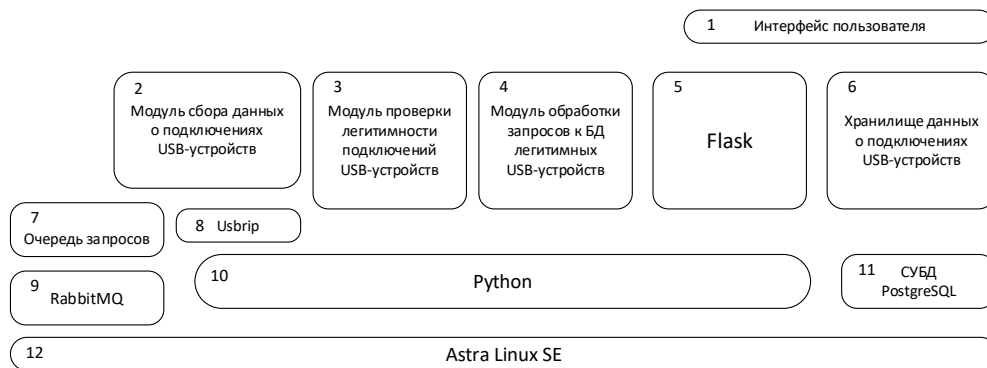 1 Интерфейс пользователя
2
Модуль сбора данных
о подключениях
USB-устройств
3
Модуль проверки
легитимности
подключений
USB-устройств
4
Модуль обработки
запросов к БД
легитимных
USB-устройств
5
Flask
6
Хранилище данных
о подключениях
USB-устройств
7
Очередь запросов
8 Usbrip
9
RabbitMQ
10 Python
11 СУБД
PostgreSQL
12 Astra Linux SE